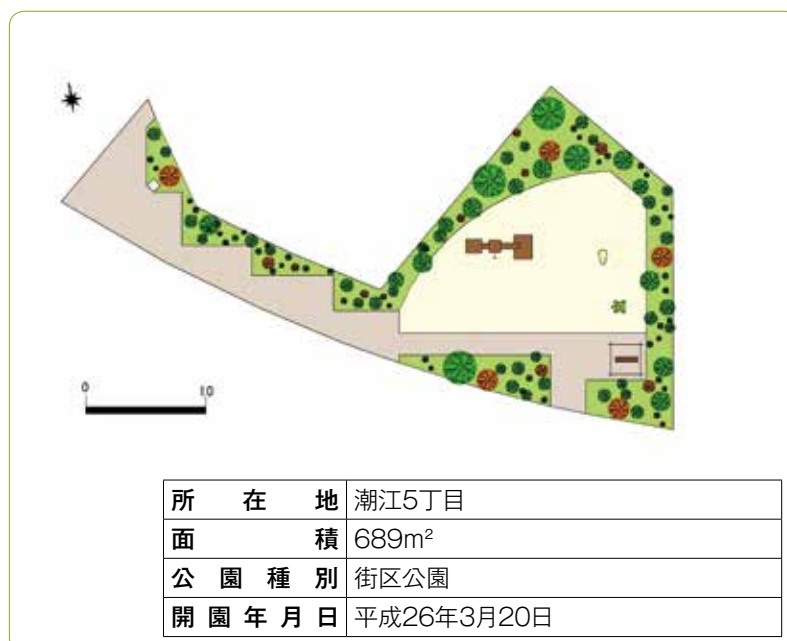 0 10
所在地 潮江5丁目
面積 689m²
公園種別 街区公園
開園年月日 平成26年3月20日